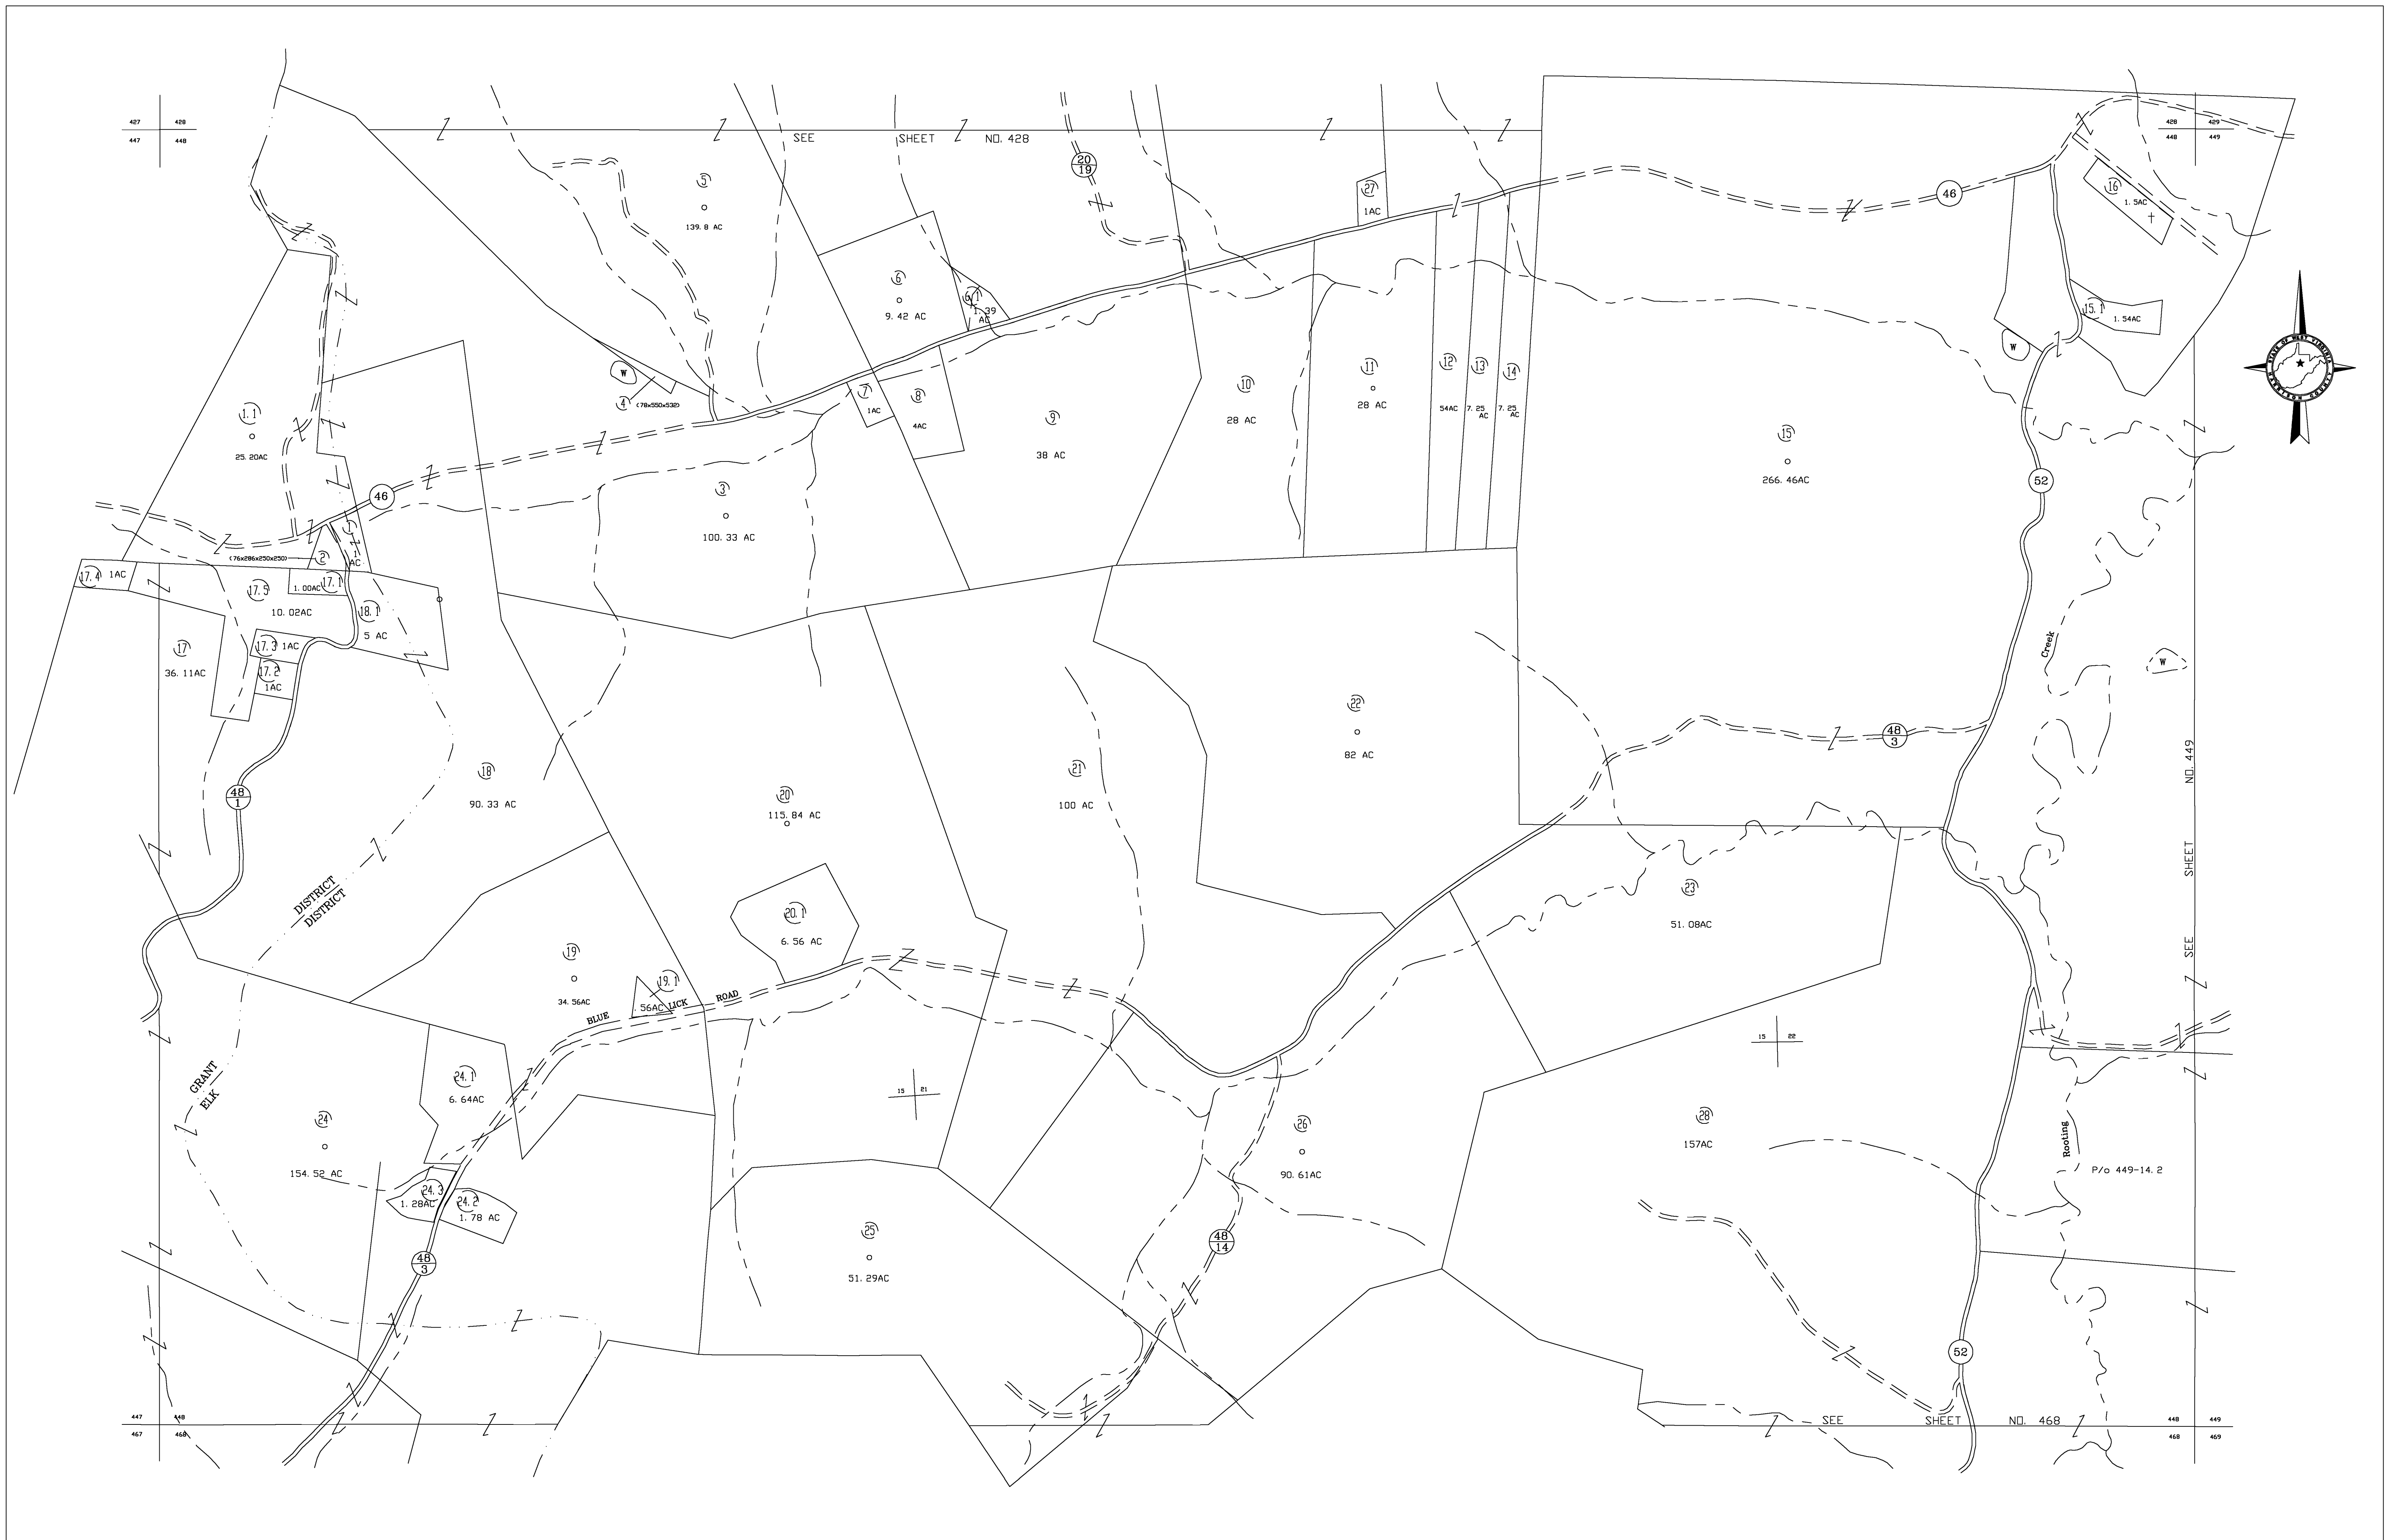 427 428
447 448
SEE SHEET NO. 428
428 429
448 449
20
19
5
139.8 AC
27
1AC
46
16
1.5AC
6
9.42 AC
6.1
1.39
AC
15.1
1.54AC
W
W
STATE OF WEST VIRGINIA
HARRISON COUNTY
4 (78x550x532)
7
1AC
8
4AC
9
38 AC
10
28 AC
11
28 AC
12
54AC
13
7.25
AC
14
7.25
AC
15
266.46AC
1.1
25.20AC
46
52
3
100.33 AC
1
1
AC
(76x286x250x250)
2
17.4 1AC
17.5
10.02AC
1.00AC 17.1
18.1
5 AC
17.3 1AC
17
36.11AC
17.2
1AC
Creek
W
22
82 AC
48
3
SEE SHEET NO. 449
18
90.33 AC
48
1
20
115.84 AC
21
100 AC
DISTRICT
DISTRICT
23
51.08AC
20.1
6.56 AC
19
34.56AC
19.1
.56AC
BLUE LICK ROAD
GRANT
ELK
24.1
6.64AC
15 21
15 22
24
154.52 AC
26
90.61AC
28
157AC
Rooting
P/o 449-14.2
24.3
1.28AC
24.2
1.78 AC
25
51.29AC
48
14
48
3
52
447 448
467 468
SEE SHEET NO. 468
448 449
468 469